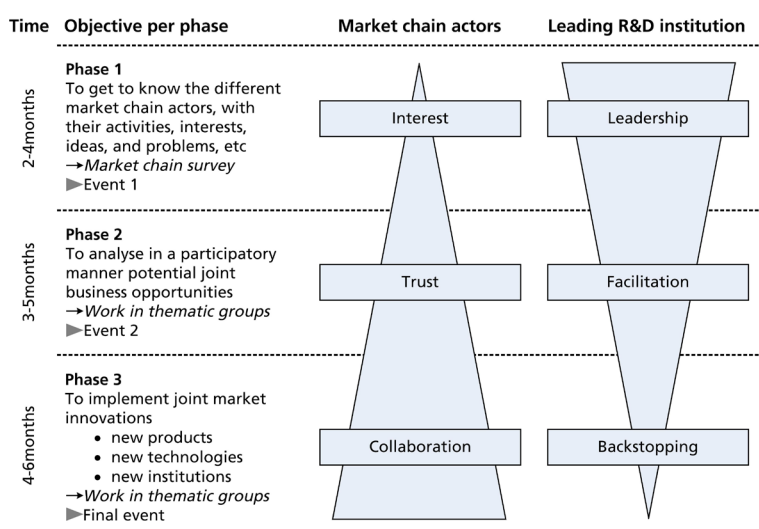 Time Objective per phase Market chain actors Leading R&D institution
2-4months
Phase 1
To get to know the different
market chain actors, with
their activities, interests,
ideas, and problems, etc
→Market chain survey
▶Event 1
Interest
Leadership
3-5months
Phase 2
To analyse in a participatory
manner potential joint
business opportunities
→Work in thematic groups
▶Event 2
Trust
Facilitation
4-6months
Phase 3
To implement joint market
innovations
• new products
• new technologies
• new institutions
→Work in thematic groups
▶Final event
Collaboration
Backstopping